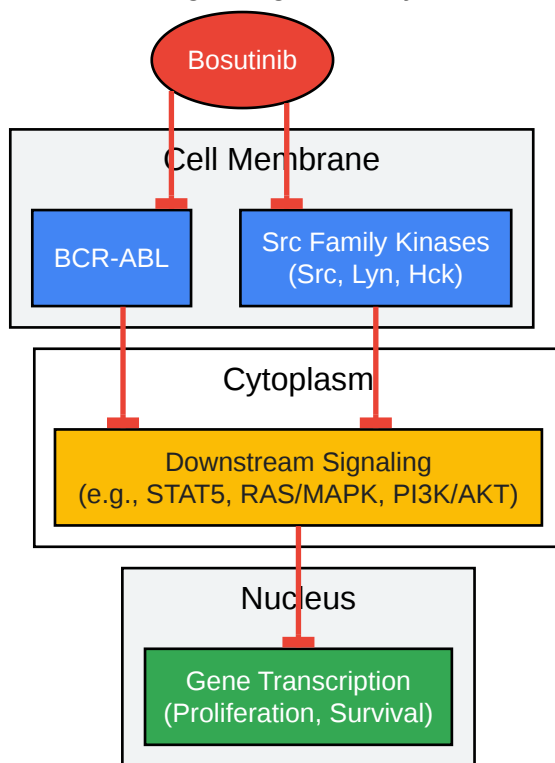 Bosutinib
Cell Membrane
BCR-ABL
Src Family Kinases
(Src, Lyn, Hck)
Cytoplasm
Downstream Signaling
(e.g., STAT5, RAS/MAPK, PI3K/AKT)
Nucleus
Gene Transcription
(Proliferation, Survival)